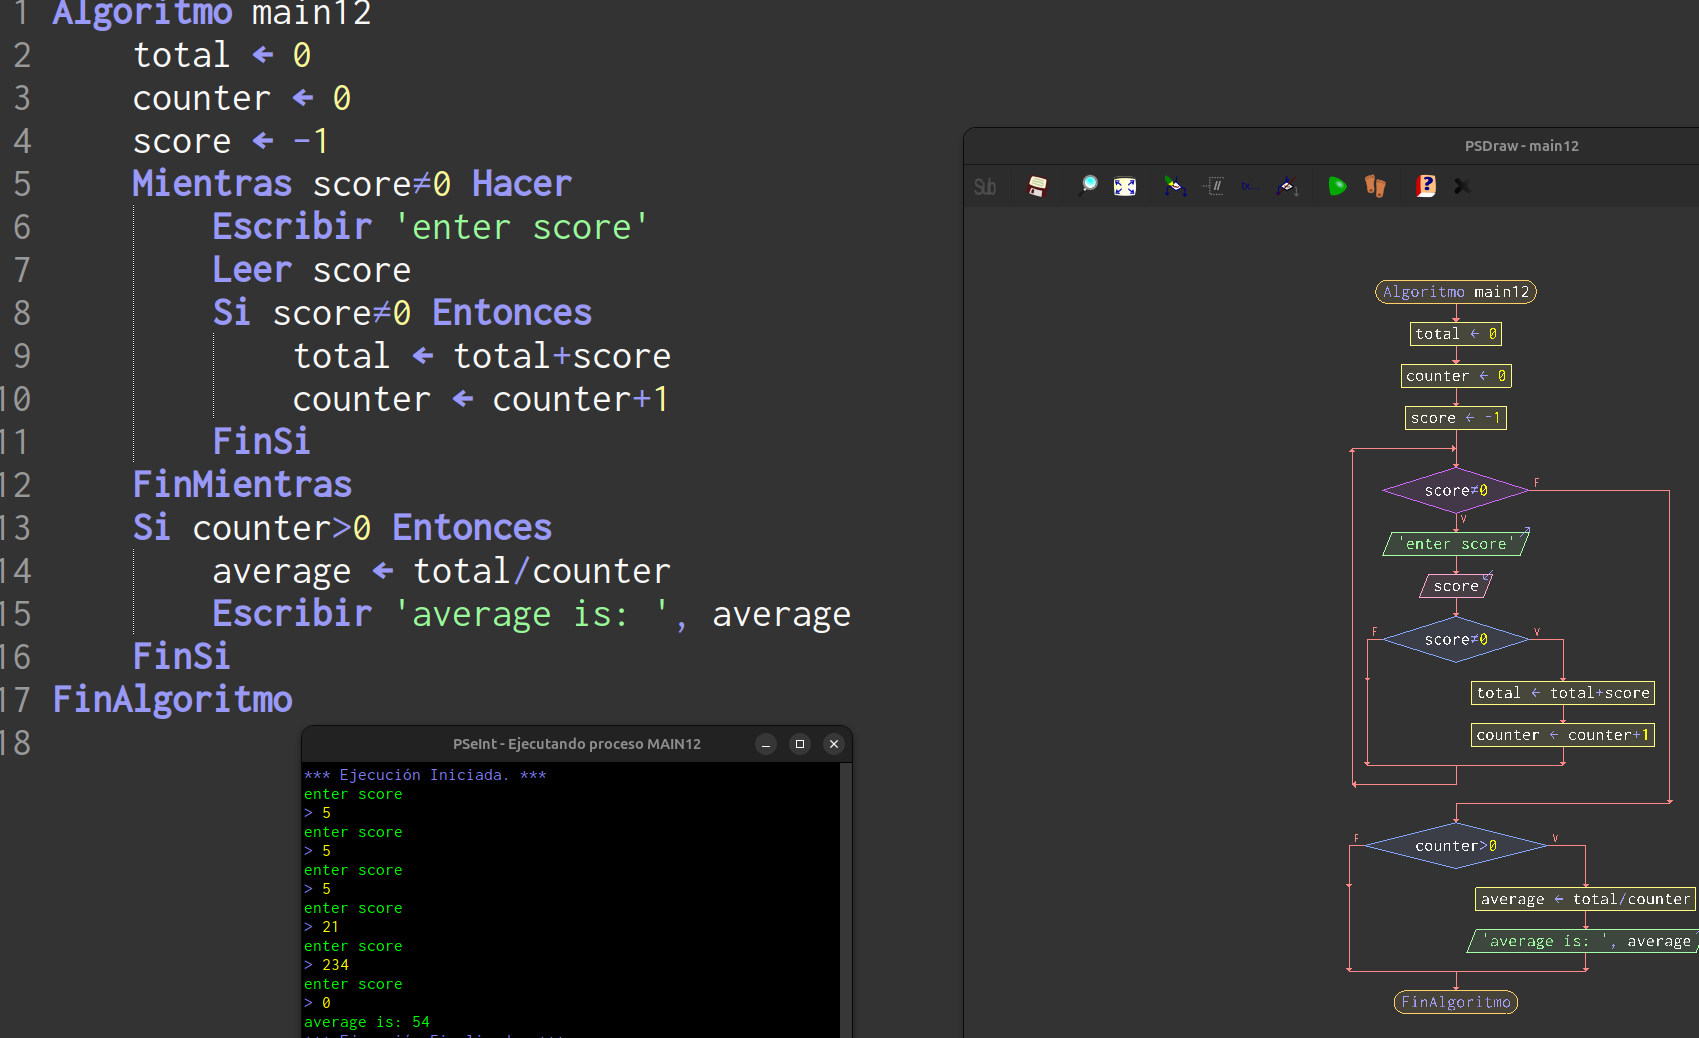 1 Algoritmo main12
2 total ← 0
3 counter ← 0
4 score ← -1
5 Mientras score≠0 Hacer
6 Escribir 'enter score'
7 Leer score
8 Si score≠0 Entonces
9 total ← total+score
10 counter ← counter+1
11 FinSi
12 FinMientras
13 Si counter>0 Entonces
14 average ← total/counter
15 Escribir 'average is: ', average
16 FinSi
17 FinAlgoritmo
18
PSeInt - Ejecutando proceso MAIN12
*** Ejecución Iniciada. ***
enter score
> 5
enter score
> 5
enter score
> 5
enter score
> 21
enter score
> 234
enter score
> 0
average is: 54
PSDraw - main12
Sub
Algoritmo main12
total ← 0
counter ← 0
score ← -1
score≠0
F
V
'enter score'
score
F
score≠0
V
total ← total+score
counter ← counter+1
F
counter>0
V
average ← total/counter
'average is: ', average
FinAlgoritmo